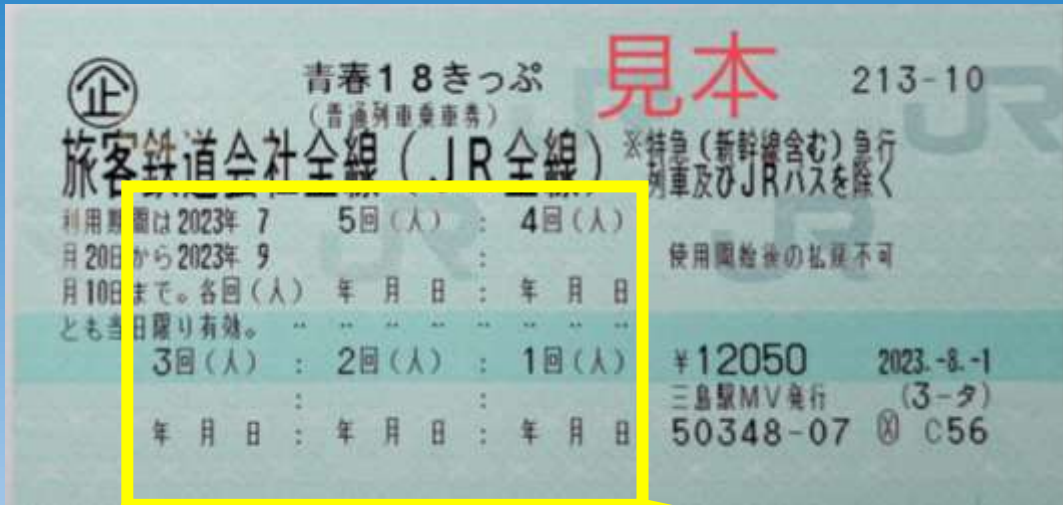 企 青春18きっぷ 見本 213-10
(普通列車乗車券)
旅客鉄道会社全線(JR全線) ※特急(新幹線含む)急行
列車及びJRバスを除く
利用期間は2023年 7 5回(人) : 4回(人)
月20日から2023年 9 : 使用開始後の払戻不可
月10日まで。各回(人) 年 月 日 : 年 月 日
とも当日限り有効。 ‥ ‥ ‥ ‥ ‥ ‥ ‥ ‥
3回(人) : 2回(人) : 1回(人) ¥12050 2023.-8.-1
: : 三島駅MV発行 (3-タ)
年 月 日 : 年 月 日 : 年 月 日 50348-07 C56
JR
JR
JR